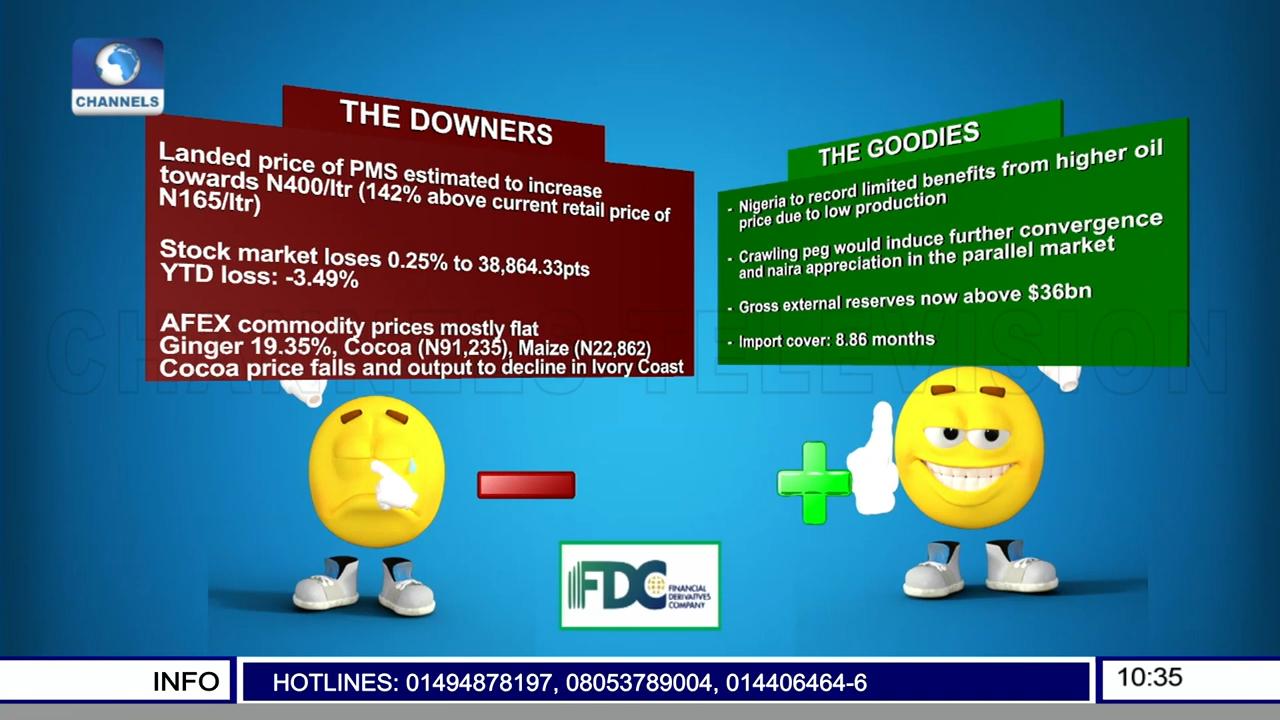 CHANNELS
THE DOWNERS
Landed price of PMS estimated to increase
towards N400/ltr (142% above current retail price of
N165/ltr)
Stock market loses 0.25% to 38,864.33pts
YTD loss: -3.49%
AFEX commodity prices mostly flat
Ginger 19.35%, Cocoa (N91,235), Maize (N22,862)
Cocoa price falls and output to decline in Ivory Coast
THE GOODIES
- Nigeria to record limited benefits from higher oil
price due to low production
- Crawling peg would induce further convergence
and naira appreciation in the parallel market
- Gross external reserves now above $36bn
- Import cover: 8.86 months
CHANNELS TELEVISION
FDC
FINANCIAL
DERIVATIVES
COMPANY
INFO
HOTLINES: 01494878197, 08053789004, 014406464-6
10:35